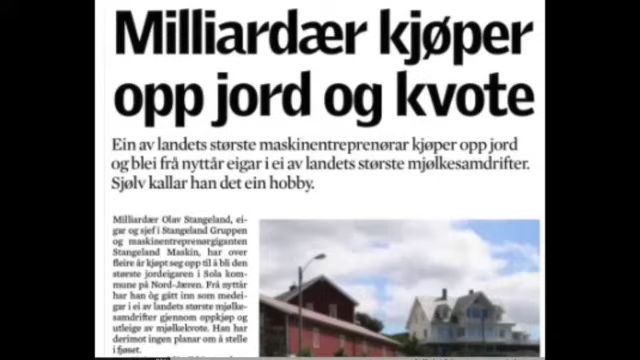 Milliardær kjøper
opp jord og kvote
Ein av landets største maskinentreprenørar kjøper opp jord
og blei frå nyttår eigar i ei av landets største mjølkesamdrifter.
Sjølv kallar han det ein hobby.
Milliardær Olav Stangeland, ei-
gar og sjef i Stangeland Gruppen
og maskinentreprenørgiganten
Stangeland Maskin, har over
fleire år kjøpt seg opp til å bli den
største jordeigaren i Sola kom-
mune på Nord-Jæren. Frå nyttår
har han òg gått inn som medei-
gar i ei av landets største mjølke-
samdrifter gjennom oppkjøp og
utleige av mjølkekvote. Han har
derimot ingen planar om å stelle
i fjøset.